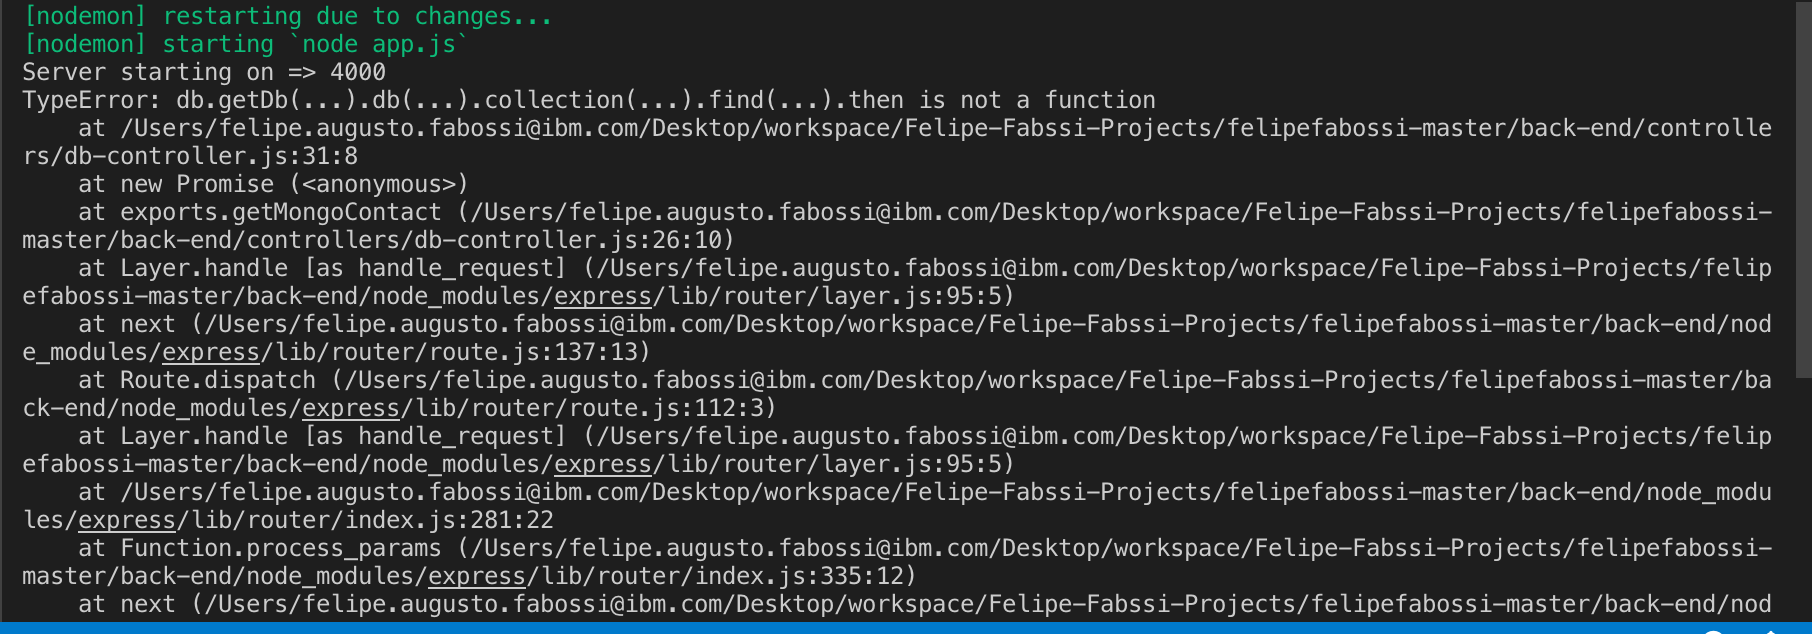 [nodemon] restarting due to changes...
[nodemon] starting `node app.js`
Server starting on => 4000
TypeError: db.getDb(...).db(...).collection(...).find(...).then is not a function
    at /Users/felipe.augusto.fabossi@ibm.com/Desktop/workspace/Felipe-Fabssi-Projects/felipefabossi-master/back-end/controlle
rs/db-controller.js:31:8
    at new Promise (<anonymous>)
    at exports.getMongoContact (/Users/felipe.augusto.fabossi@ibm.com/Desktop/workspace/Felipe-Fabssi-Projects/felipefabossi-
master/back-end/controllers/db-controller.js:26:10)
    at Layer.handle [as handle_request] (/Users/felipe.augusto.fabossi@ibm.com/Desktop/workspace/Felipe-Fabssi-Projects/felip
efabossi-master/back-end/node_modules/express/lib/router/layer.js:95:5)
    at next (/Users/felipe.augusto.fabossi@ibm.com/Desktop/workspace/Felipe-Fabssi-Projects/felipefabossi-master/back-end/nod
e_modules/express/lib/router/route.js:137:13)
    at Route.dispatch (/Users/felipe.augusto.fabossi@ibm.com/Desktop/workspace/Felipe-Fabssi-Projects/felipefabossi-master/ba
ck-end/node_modules/express/lib/router/route.js:112:3)
    at Layer.handle [as handle_request] (/Users/felipe.augusto.fabossi@ibm.com/Desktop/workspace/Felipe-Fabssi-Projects/felip
efabossi-master/back-end/node_modules/express/lib/router/layer.js:95:5)
    at /Users/felipe.augusto.fabossi@ibm.com/Desktop/workspace/Felipe-Fabssi-Projects/felipefabossi-master/back-end/node_modu
les/express/lib/router/index.js:281:22
    at Function.process_params (/Users/felipe.augusto.fabossi@ibm.com/Desktop/workspace/Felipe-Fabssi-Projects/felipefabossi-
master/back-end/node_modules/express/lib/router/index.js:335:12)
    at next (/Users/felipe.augusto.fabossi@ibm.com/Desktop/workspace/Felipe-Fabssi-Projects/felipefabossi-master/back-end/nod